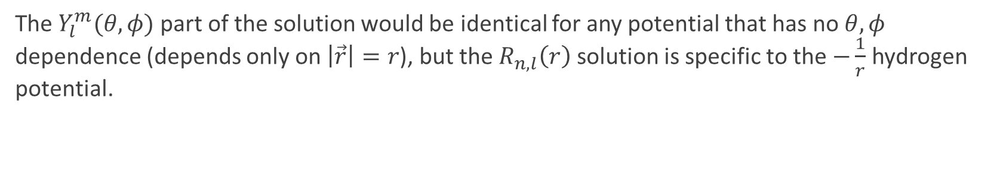 The $Y_l^m(\theta, \phi)$ part of the solution would be identical for any potential that has no $\theta, \phi$
dependence (depends only on $|\vec{r}| = r$), but the $R_{n,l}(r)$ solution is specific to the $-\frac{1}{r}$ hydrogen
potential.